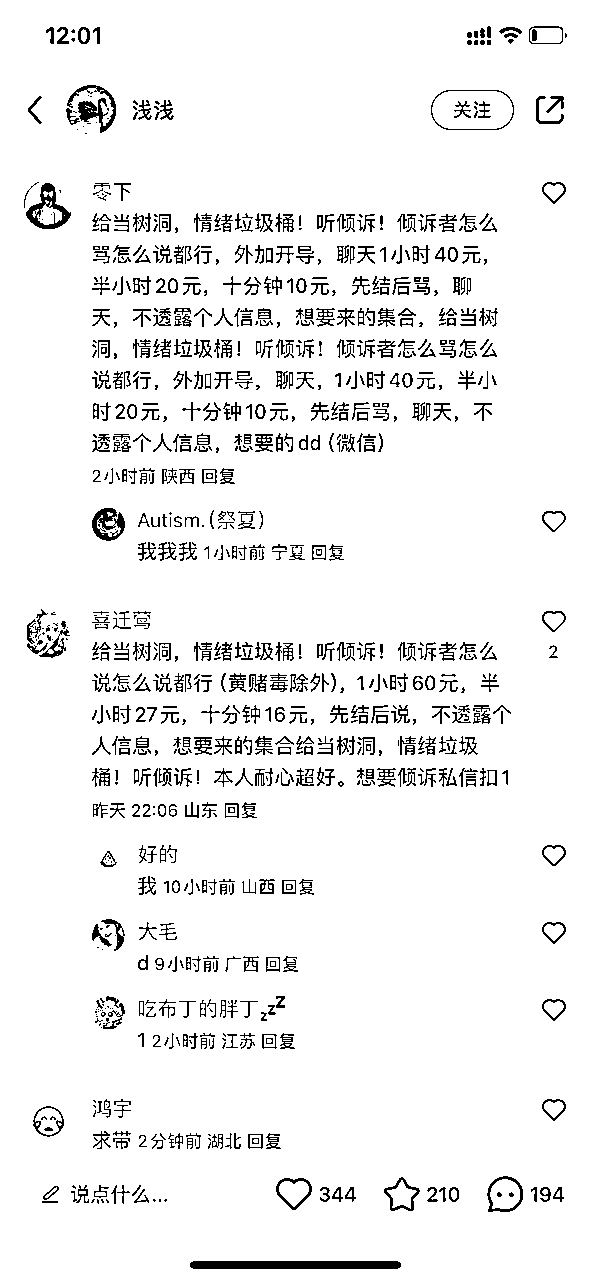 12:01
浅浅
关注
零下
给当树洞，情绪垃圾桶！听倾诉！倾诉者怎么
骂怎么说都行，外加开导，聊天1小时40元，
半小时20元，十分钟10元，先结后骂，聊
天，不透露个人信息，想要来的集合，给当树
洞，情绪垃圾桶！听倾诉！倾诉者怎么骂怎么
说都行，外加开导，聊天，1小时40元，半小
时20元，十分钟10元，先结后骂，聊天，不
透露个人信息，想要的dd（微信）
2小时前 陕西 回复
Autism.(祭夏)
我我我 1小时前 宁夏 回复
喜迁莺
给当树洞，情绪垃圾桶！听倾诉！倾诉者怎么
说怎么说都行（黄赌毒除外），1小时60元，半
小时27元，十分钟16元，先结后说，不透露个
人信息，想要来的集合给当树洞，情绪垃圾
桶！听倾诉！本人耐心超好。想要倾诉私信扣1
2
昨天 22:06 山东 回复
好的
我 10小时前 山西 回复
大毛
d 9小时前 广西 回复
吃布丁的胖丁zzZ
1 2小时前 江苏 回复
鸿宇
求带 2分钟前 湖北 回复
说点什么...
344
210
194